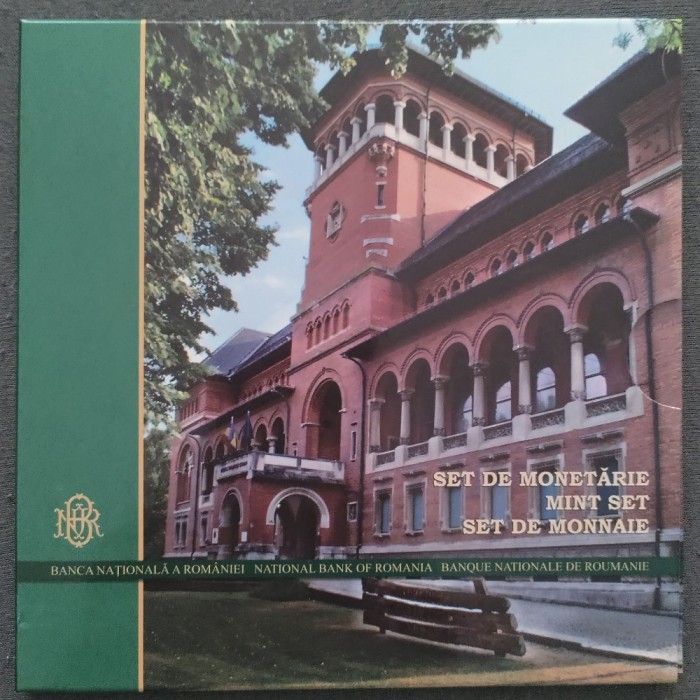 SET DE MONETĂRIE
MINT SET
SET DE MONNAIE
BNR
BANCA NAȚIONALĂ A ROMÂNIEI NATIONAL BANK OF ROMANIA BANQUE NATIONALE DE ROUMANIE